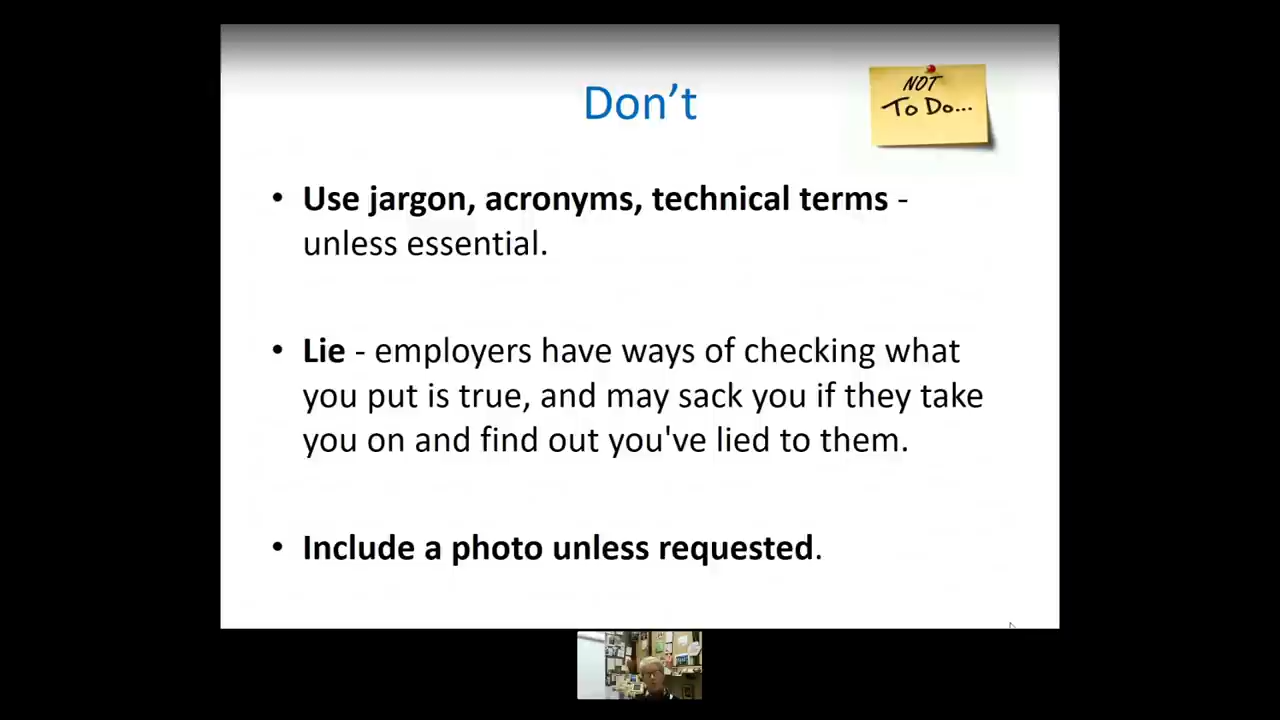 Don’t
NOT
To Do...
• Use jargon, acronyms, technical terms -
unless essential.
• Lie - employers have ways of checking what
you put is true, and may sack you if they take
you on and find out you've lied to them.
• Include a photo unless requested.